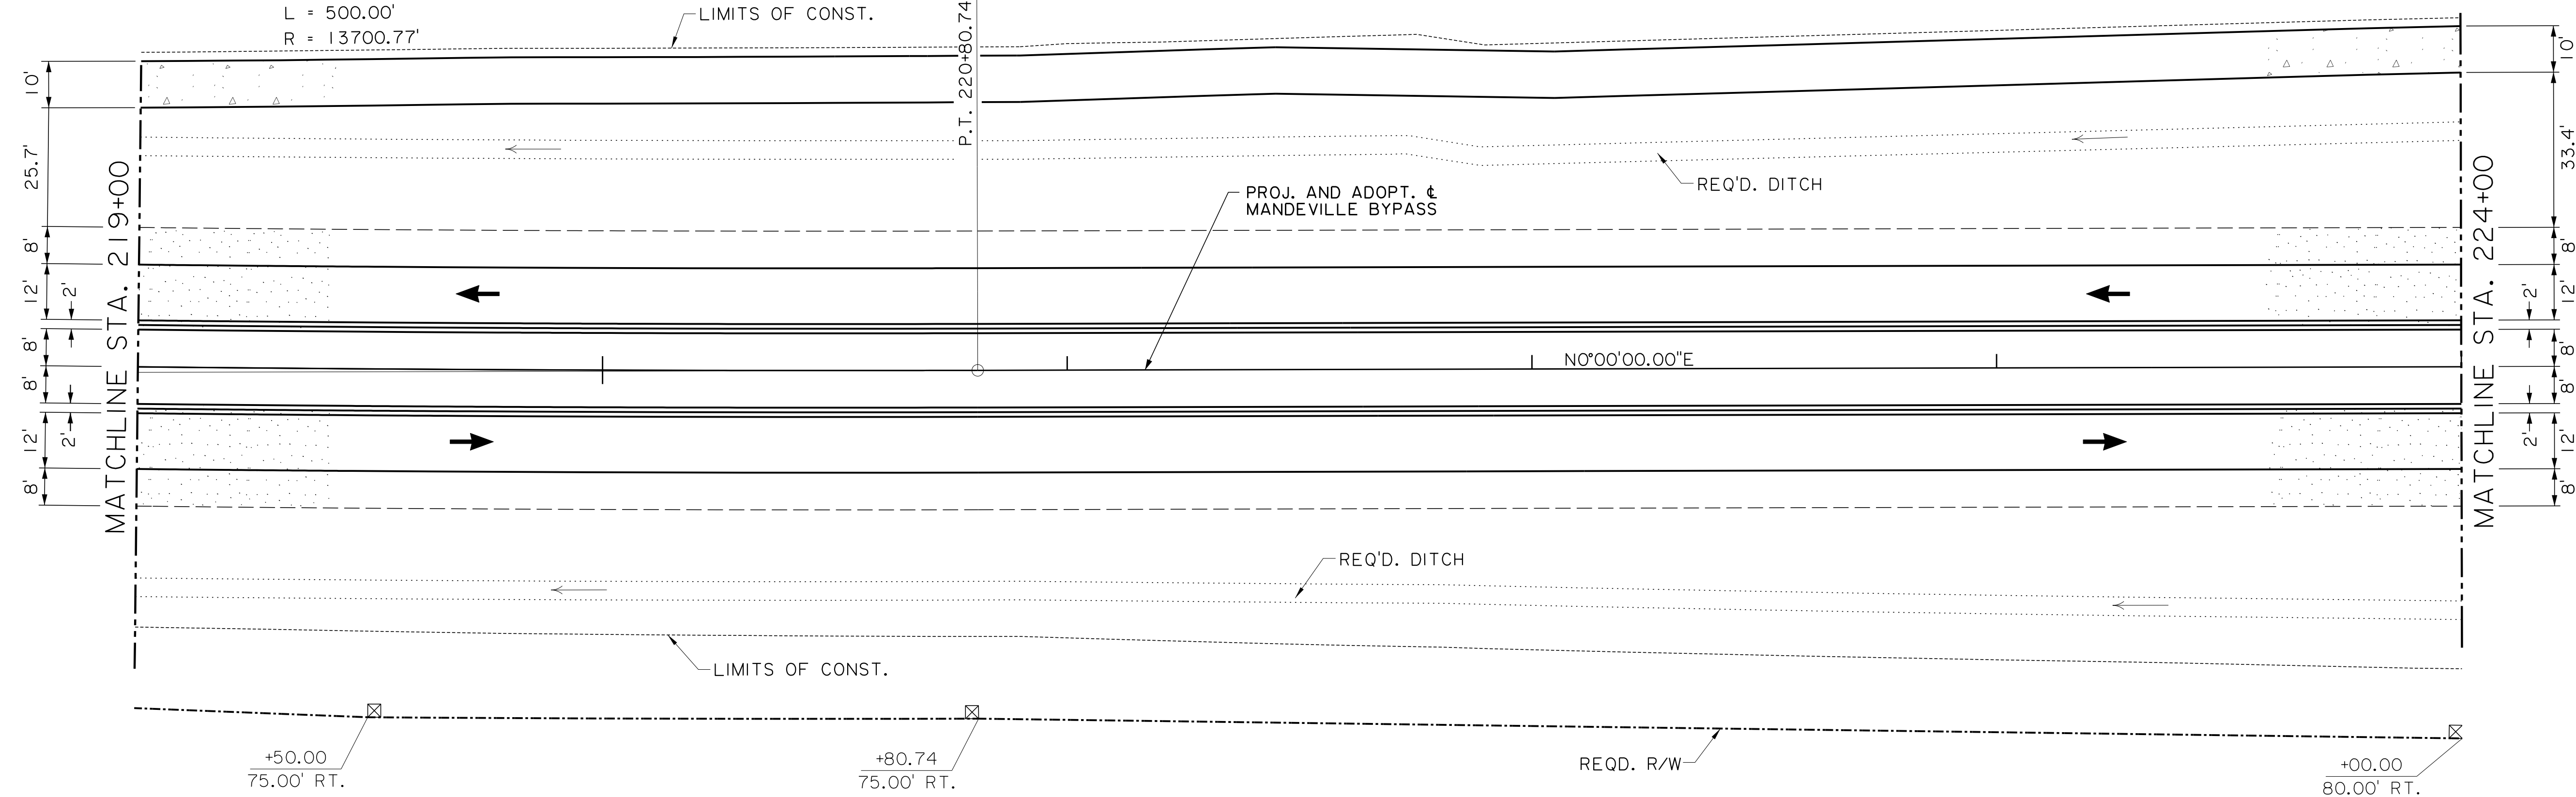 L = 500.00'
R = 13700.77'
LIMITS OF CONST.
P.T. 220+80.74
10'
25.7'
8'
12'
2'
8'
8'
12'
2'
8'
MATCHLINE STA. 219+00
PROJ. AND ADOPT. ℄
MANDEVILLE BYPASS
REQ'D. DITCH
N0°00'00.00"E
REQ'D. DITCH
LIMITS OF CONST.
MATCHLINE STA. 224+00
10'
33.4'
8'
12'
2'
8'
8'
2'
12'
8'
+50.00
75.00' RT.
+80.74
75.00' RT.
REQD. R/W
+00.00
80.00' RT.